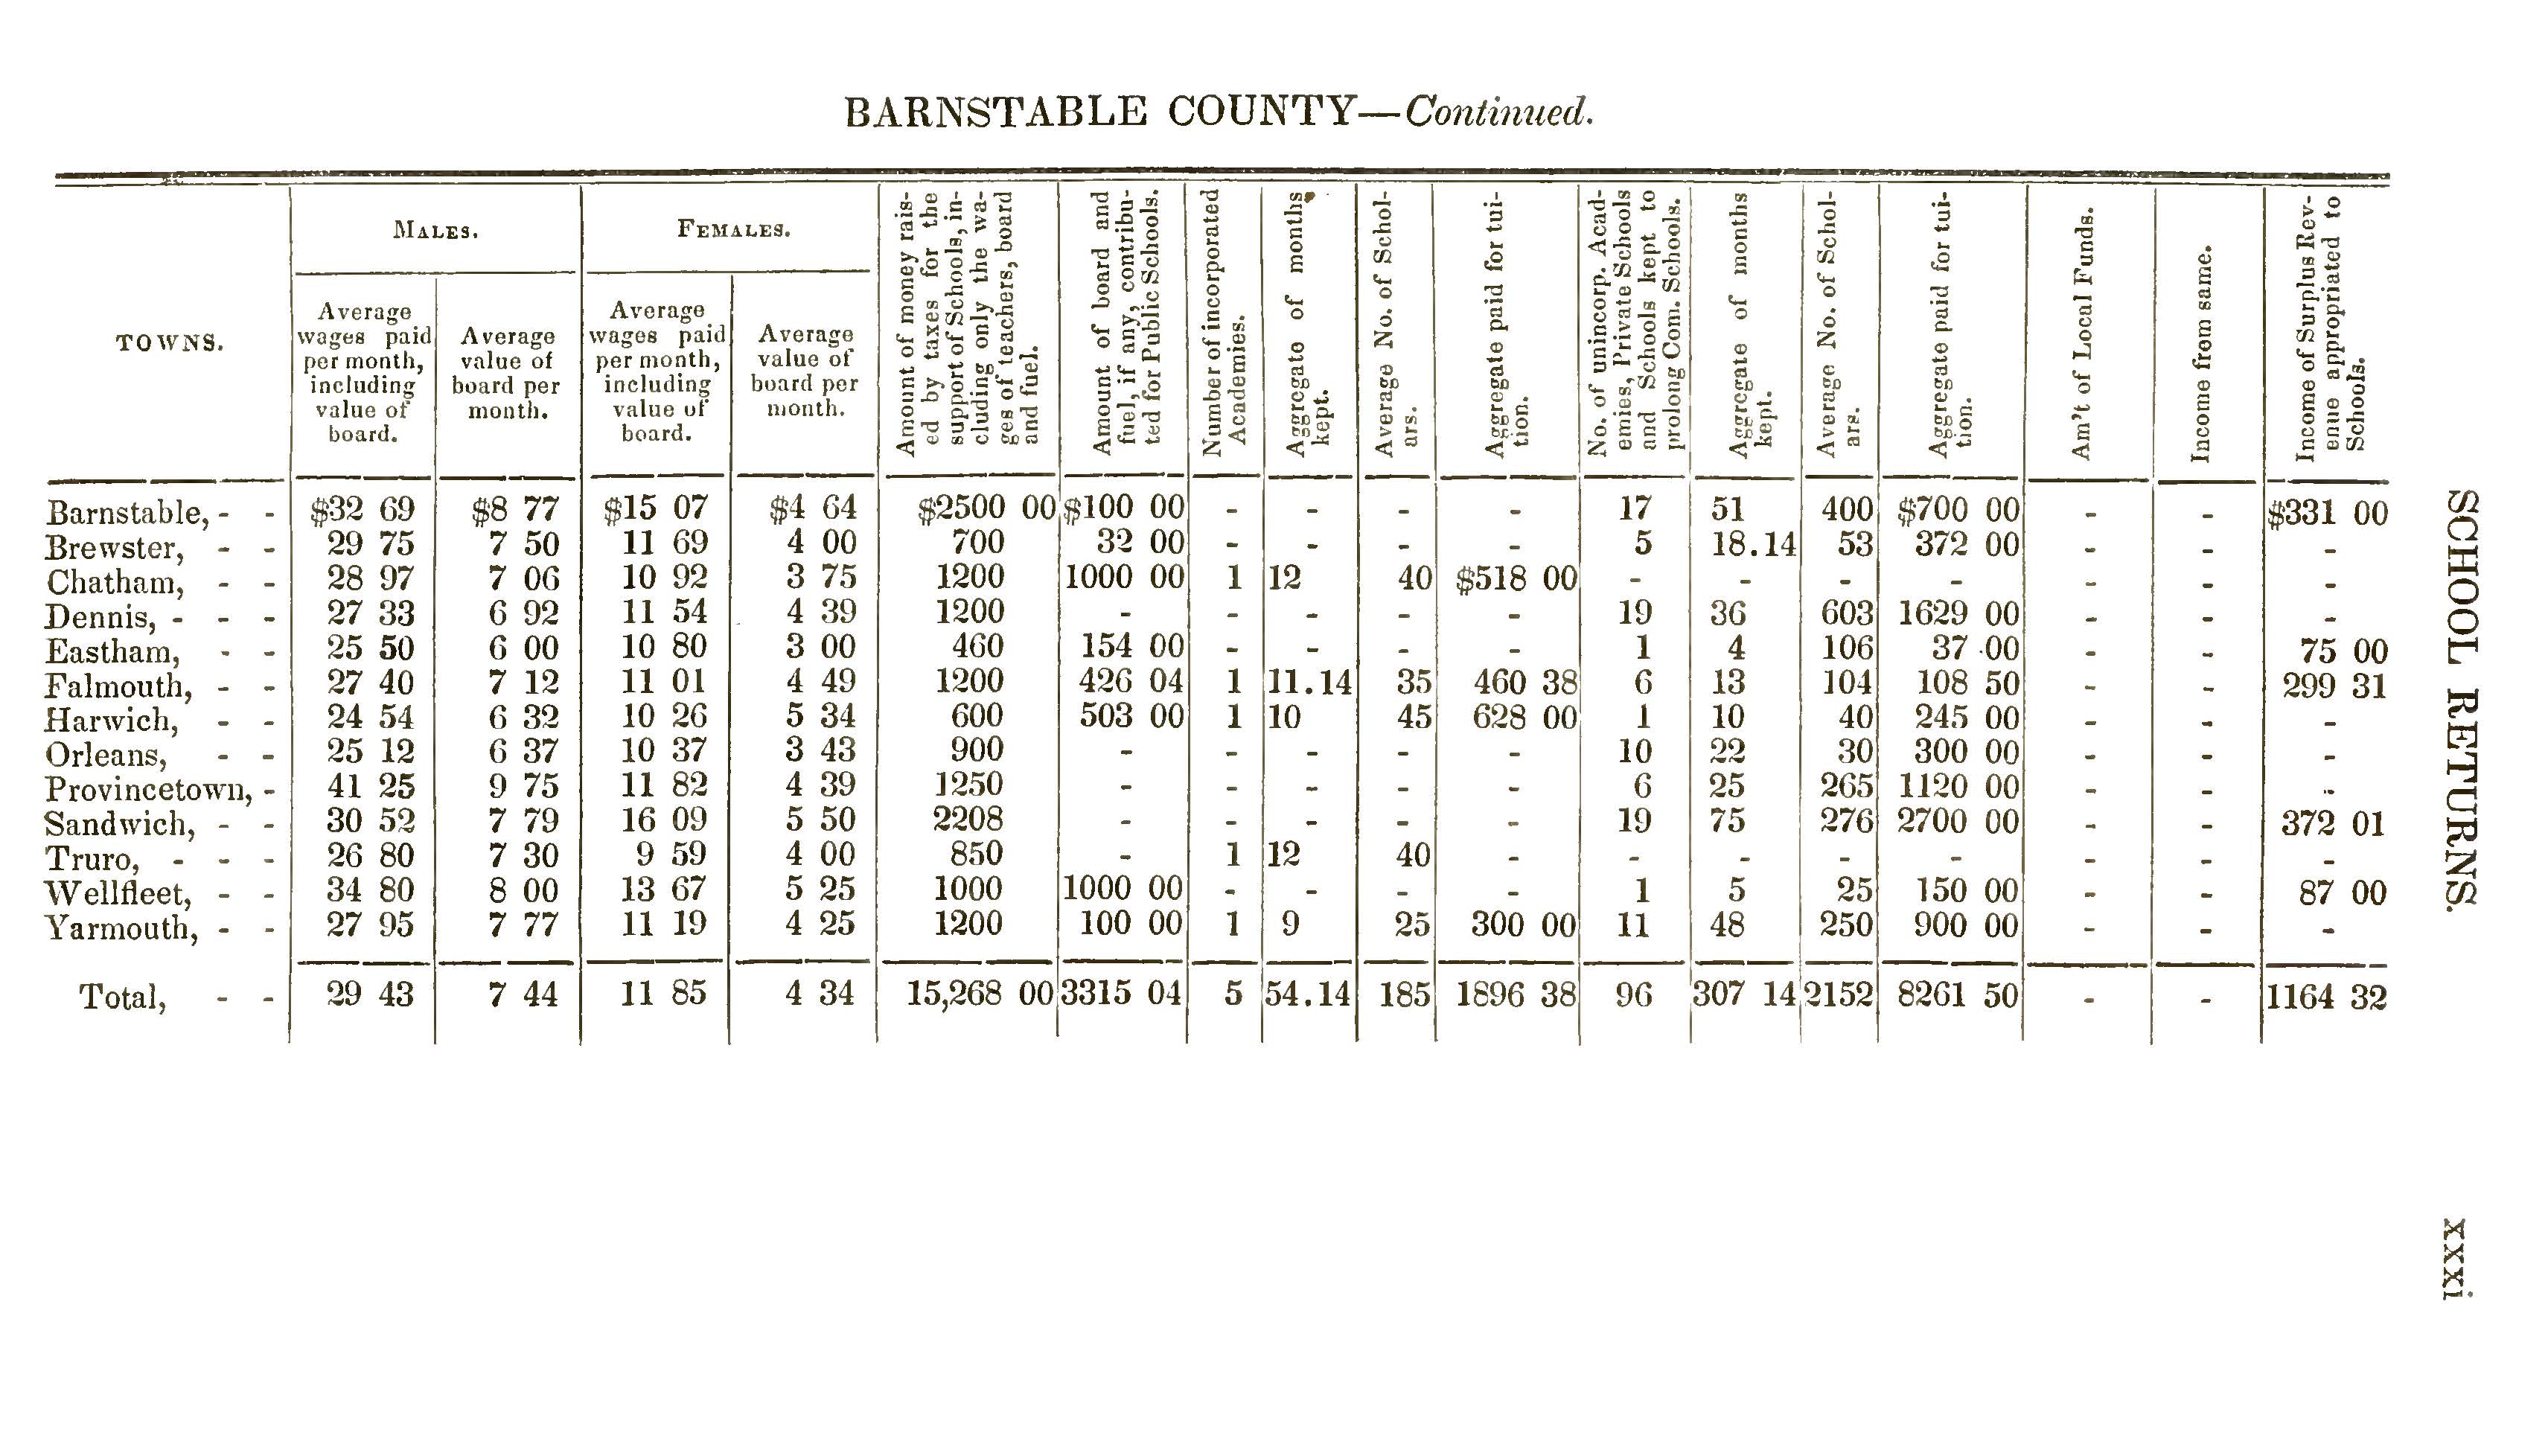 BARNSTABLE COUNTY—Continued.
TOWNS.
MALES.
Average wages paid per month, including value of board.
Average value of board per month.
FEMALES.
Average wages paid per month, including value of board.
Average value of board per month.
Amount of money rais-ed by taxes for the support of Schools, in-cluding only the wa-ges of teachers, board and fuel.
Amount of board and fuel, if any, contribu-ted for Public Schools.
Number of incorporated Academies.
Aggregate of months kept.
Average No. of Schol-ars.
Aggregate paid for tui-tion.
No. of unincorp. Acad-emies, Private Schools and Schools kept to prolong Com. Schools.
Aggregate of months kept.
Average No. of Schol-ars.
Aggregate paid for tui-tion.
Am't of Local Funds.
Income from same.
Income of Surplus Rev-enue appropriated to Schools.
Barnstable, - - $32 69 $8 77 $15 07 $4 64 $2500 00 $100 00 - - - - 17 51 400 $700 00 - - $331 00
Brewster, - - 29 75 7 50 11 69 4 00 700 32 00 - - - - 5 18.14 53 372 00 - - -
Chatham, - - 28 97 7 06 10 92 3 75 1200 1000 00 1 12 40 $518 00 - - - - - - -
Dennis, - - - 27 33 6 92 11 54 4 39 1200 - - - - - 19 36 603 1629 00 - - -
Eastham, - - 25 50 6 00 10 80 3 00 460 154 00 - - - - 1 4 106 37 00 - - 75 00
Falmouth, - - 27 40 7 12 11 01 4 49 1200 426 04 1 11.14 35 460 38 6 13 104 108 50 - - 299 31
Harwich, - - 24 54 6 32 10 26 5 34 600 503 00 1 10 45 628 00 1 10 40 245 00 - - -
Orleans, - - 25 12 6 37 10 37 3 43 900 - - - - - 10 22 30 300 00 - - -
Provincetown, - 41 25 9 75 11 82 4 39 1250 - - - - - 6 25 265 1120 00 - - -
Sandwich, - - 30 52 7 79 16 09 5 50 2208 - - - - - 19 75 276 2700 00 - - 372 01
Truro, - - - 26 80 7 30 9 59 4 00 850 - 1 12 40 - - - - - - - -
Wellfleet, - - 34 80 8 00 13 67 5 25 1000 1000 00 - - - - 1 5 25 150 00 - - 87 00
Yarmouth, - - 27 95 7 77 11 19 4 25 1200 100 00 1 9 25 300 00 11 48 250 900 00 - - -
Total, - - 29 43 7 44 11 85 4 34 15,268 00 3315 04 5 54.14 185 1896 38 96 307 14 2152 8261 50 - - 1164 32
SCHOOL RETURNS.
xxxi